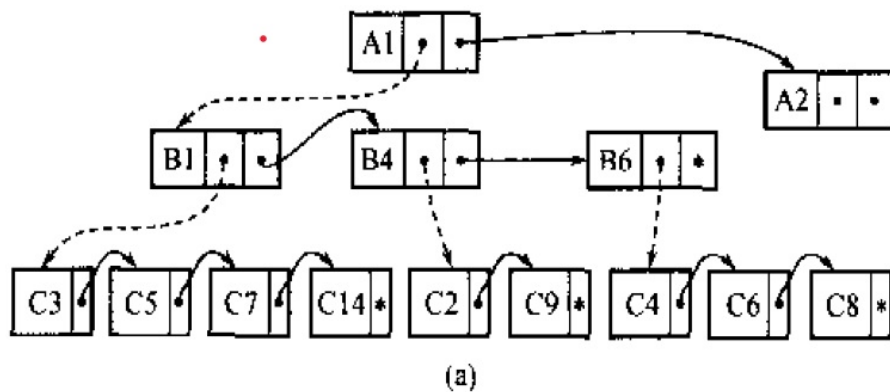 A1
A2
B1 B4 B6 *
C3 C5 C7 C14 * C2 C9 * C4 C6 C8 *
(a)